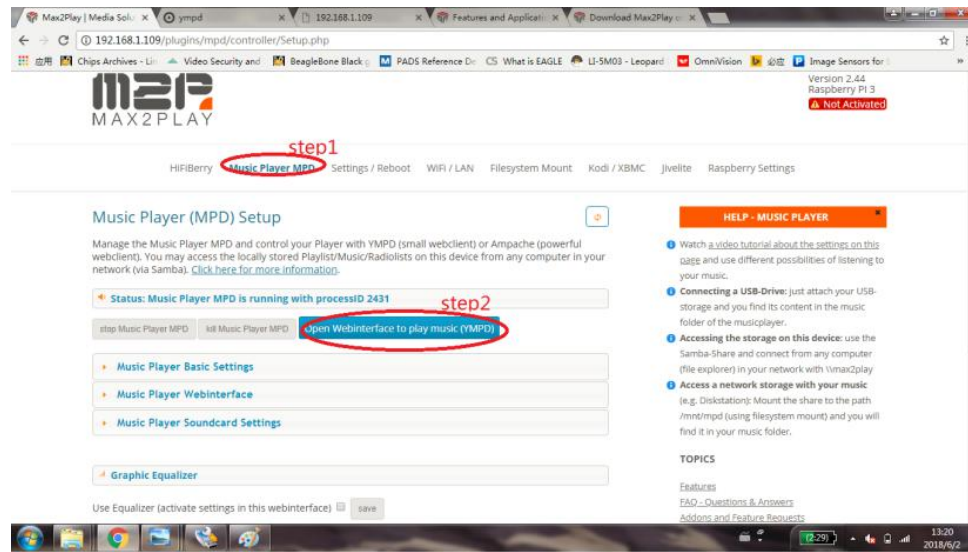 Max2Play | Media Solu
ympd
192.168.1.109
Features and Applicatio
Download Max2Play
192.168.1.109/plugins/mpd/controller/Setup.php
应用
Chips Archives - Lin
Video Security and
BeagleBone Black
PADS Reference De
CS What is EAGLE
LI-5M03 - Leopard
OmniVision
必应
Image Sensors for
M2P
MAX2PLAY
Version 2.44
Raspberry PI 3
Not Activated
step1
HiFiBerry
Music Player MPD
Settings / Reboot
WiFi / LAN
Filesystem Mount
Kodi / XBMC
Jivelite
Raspberry Settings
Music Player (MPD) Setup
Manage the Music Player MPD and control your Player with YMPD (small webclient) or Ampache (powerful
webclient). You may access the locally stored Playlist/Music/Radiolists on this device from any computer in your
network (via Samba). Click here for more information.
Status: Music Player MPD is running with processID 2431
step2
stop Music Player MPD
kill Music Player MPD
Open Webinterface to play music (YMPD)
Music Player Basic Settings
Music Player Webinterface
Music Player Soundcard Settings
Graphic Equalizer
Use Equalizer (activate settings in this webinterface)
save
HELP - MUSIC PLAYER
Watch a video tutorial about the settings on this
page and use different possibilities of listening to
your music.
Connecting a USB-Drive: just attach your USB-
storage and you find its content in the music
folder of the musicplayer.
Accessing the storage on this device: use the
Samba-Share and connect from any computer
(file explorer) in your network with \\max2play
Access a network storage with your music
(e.g. Diskstation): Mount the share to the path
/mnt/mpd (using filesystem mount) and you will
find it in your music folder.
TOPICS
Features
FAQ - Questions & Answers
Addons and Feature Requests
(2:29)
13:20
2018/6/2